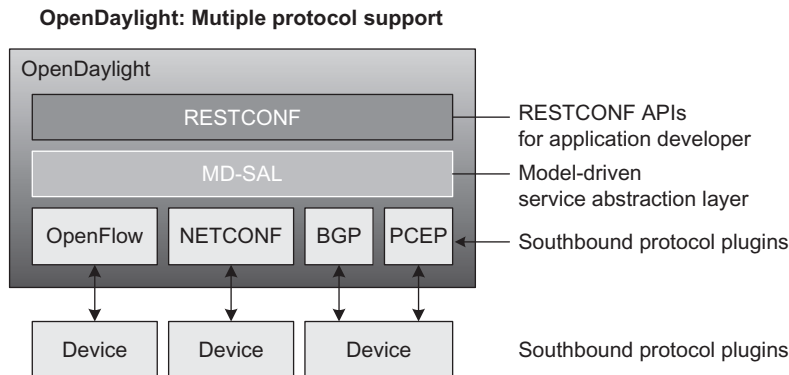 OpenDaylight: Mutiple protocol support
OpenDaylight
RESTCONF
RESTCONF APIs
for application developer
MD-SAL
Model-driven
service abstraction layer
OpenFlow
NETCONF
BGP
PCEP
Southbound protocol plugins
Device
Device
Device
Southbound protocol plugins